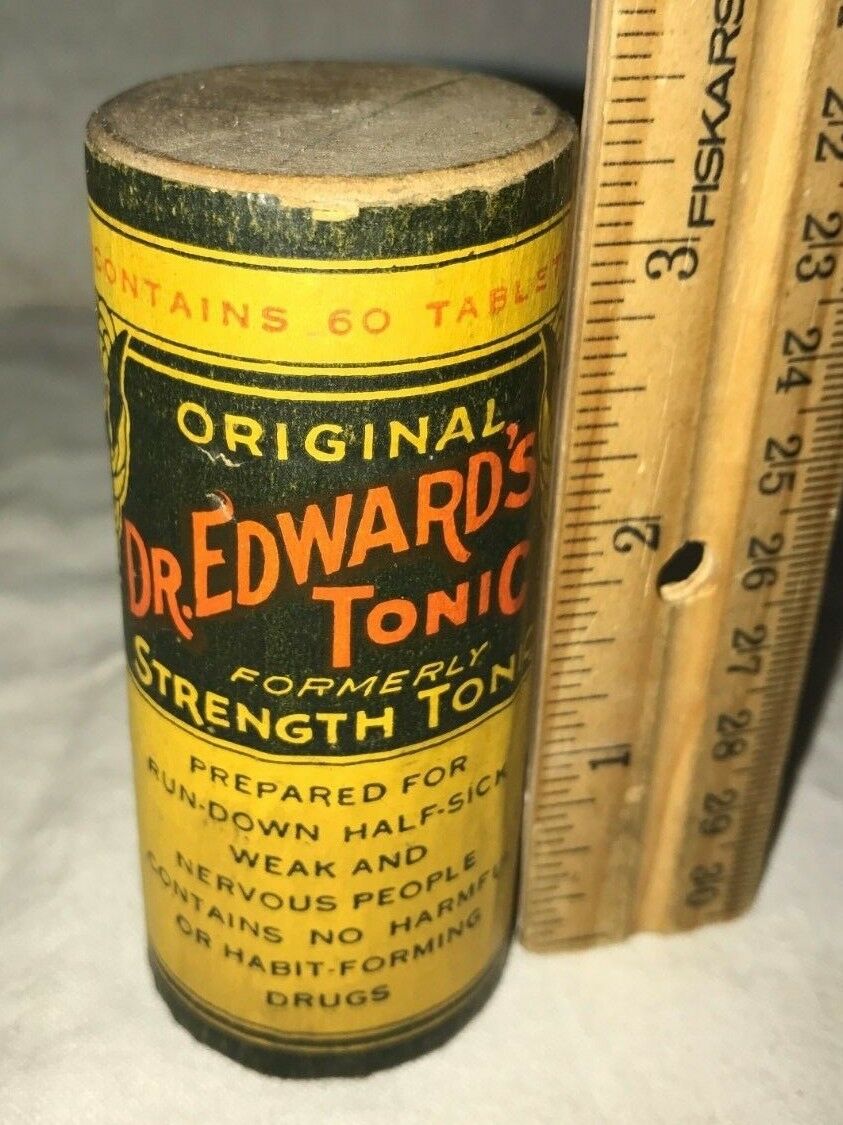 CONTAINS 60 TABLETS
ORIGINAL
DR. EDWARD'S
TONIC
FORMERLY
STRENGTH TONIC
PREPARED FOR
RUN-DOWN HALF-SICK
WEAK AND
NERVOUS PEOPLE
CONTAINS NO HARMFUL
OR HABIT-FORMING
DRUGS
FISKARS
3
2
1
22
23
24
25
26
27
28
29
30